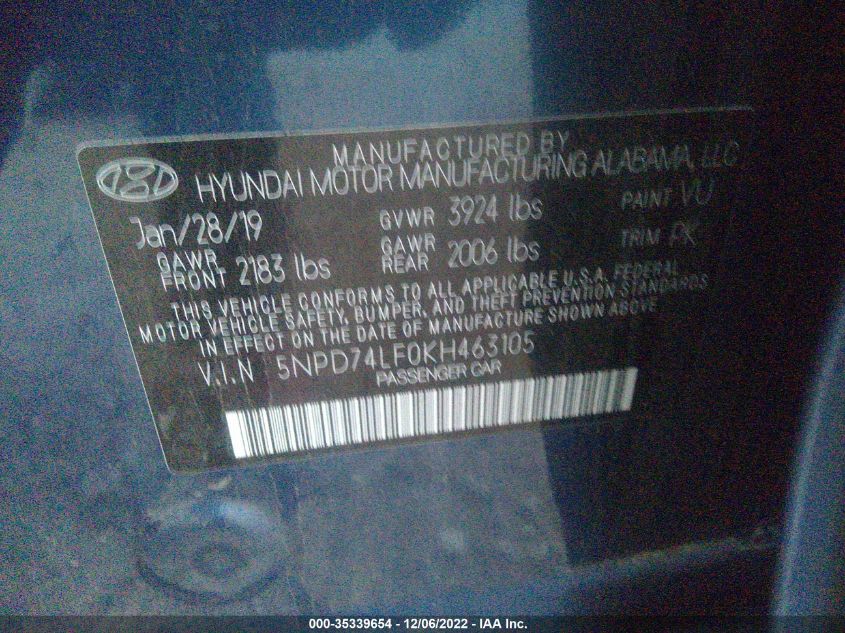 MANUFACTURED BY
HYUNDAI MOTOR MANUFACTURING ALABAMA, LLC
Jan/28/19 GVWR 3924 lbs PAINT VU
GAWR FRONT 2183 lbs GAWR REAR 2006 lbs TRIM PK
THIS VEHICLE CONFORMS TO ALL APPLICABLE U.S.A. FEDERAL
MOTOR VEHICLE SAFETY, BUMPER, AND THEFT PREVENTION STANDARDS
IN EFFECT ON THE DATE OF MANUFACTURE SHOWN ABOVE.
V.I.N 5NPD74LF0KH463105
PASSENGER CAR
000-35339654 - 12/06/2022 - IAA Inc.